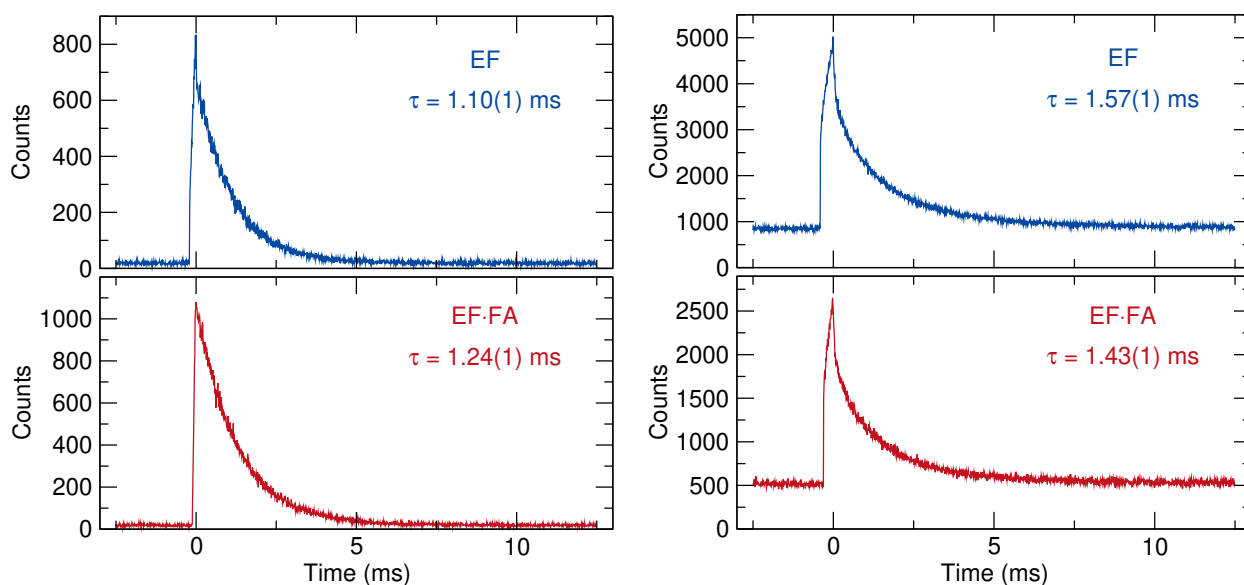 800
600
400
200
0
Counts
EF
τ = 1.10(1) ms
1000
800
600
400
200
0
Counts
EF·FA
τ = 1.24(1) ms
0 5 10
Time (ms)
5000
4000
3000
2000
1000
0
Counts
EF
τ = 1.57(1) ms
2500
2000
1500
1000
500
0
Counts
EF·FA
τ = 1.43(1) ms
0 5 10
Time (ms)